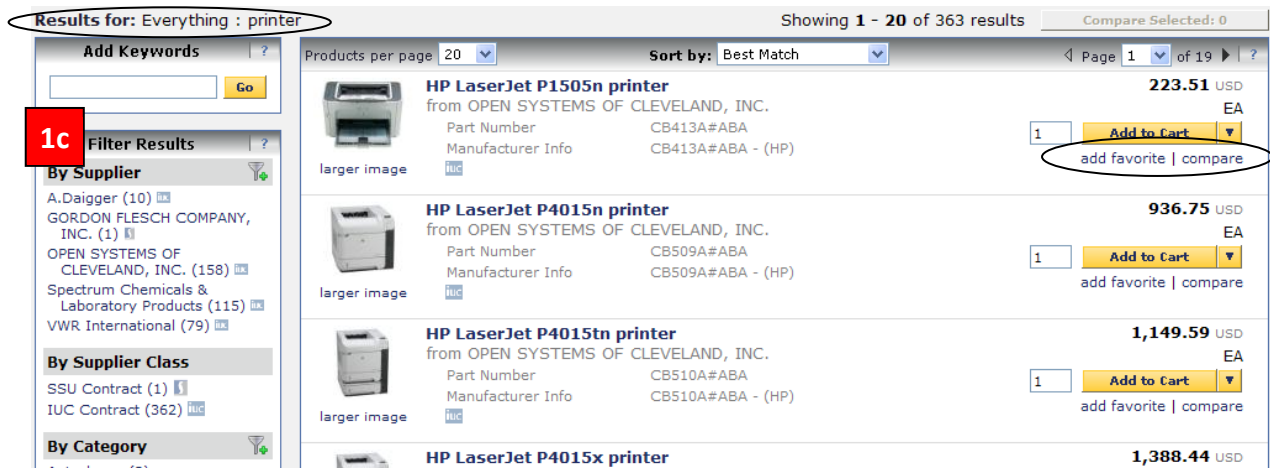 Results for: Everything : printer
Showing 1 - 20 of 363 results
Compare Selected: 0
Add Keywords ?
Go
1c
Filter Results ?
By Supplier
A.Daigger (10)
GORDON FLESCH COMPANY,
INC. (1)
OPEN SYSTEMS OF
CLEVELAND, INC. (158)
Spectrum Chemicals &
Laboratory Products (115)
VWR International (79)
By Supplier Class
SSU Contract (1)
IUC Contract (362) iuc
By Category
Products per page 20
Sort by: Best Match
Page 1 of 19 ?
HP LaserJet P1505n printer
223.51 USD
from OPEN SYSTEMS OF CLEVELAND, INC.
EA
Part Number CB413A#ABA
1 Add to Cart
Manufacturer Info CB413A#ABA - (HP)
add favorite | compare
larger image iuc
HP LaserJet P4015n printer
936.75 USD
from OPEN SYSTEMS OF CLEVELAND, INC.
EA
Part Number CB509A#ABA
1 Add to Cart
Manufacturer Info CB509A#ABA - (HP)
add favorite | compare
larger image iuc
HP LaserJet P4015tn printer
1,149.59 USD
from OPEN SYSTEMS OF CLEVELAND, INC.
EA
Part Number CB510A#ABA
1 Add to Cart
Manufacturer Info CB510A#ABA - (HP)
add favorite | compare
larger image iuc
HP LaserJet P4015x printer
1,388.44 USD